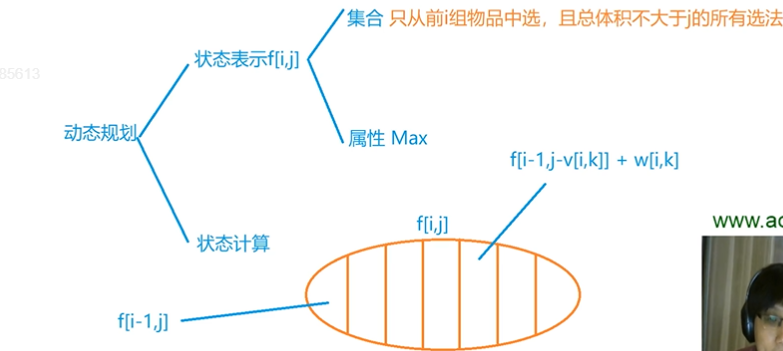 集合 只从前i组物品中选，且总体积不大于j的所有选法
状态表示f[i,j]
85613
动态规划
属性 Max
f[i-1,j-v[i,k]] + w[i,k]
f[i,j]
www.ac
状态计算
f[i-1,j]